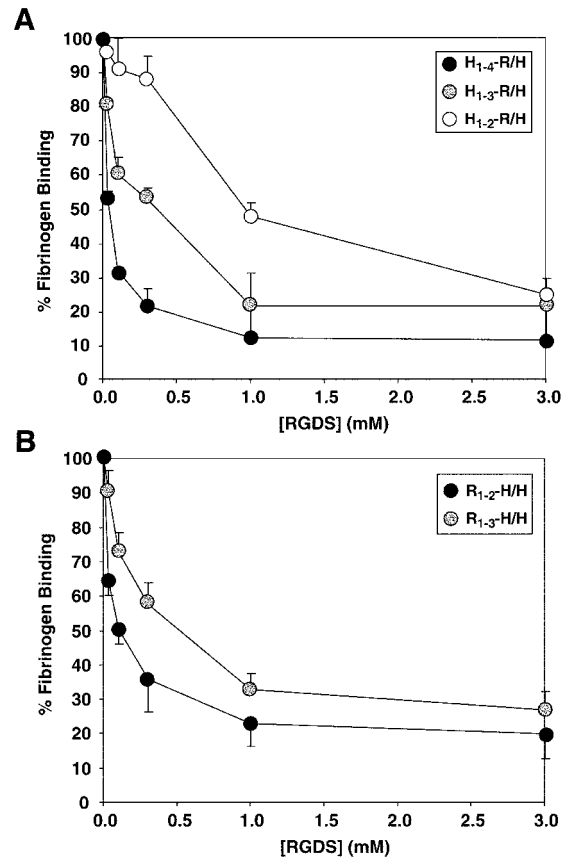 A
100
90
80
70
60
50
40
30
20
10
0
% Fibrinogen Binding
H1-4-R/H
H1-3-R/H
H1-2-R/H
0.0 0.5 1.0 1.5 2.0 2.5 3.0
[RGDS] (mM)
B
100
90
80
70
60
50
40
30
20
10
0
% Fibrinogen Binding
R1-2-H/H
R1-3-H/H
0.0 0.5 1.0 1.5 2.0 2.5 3.0
[RGDS] (mM)